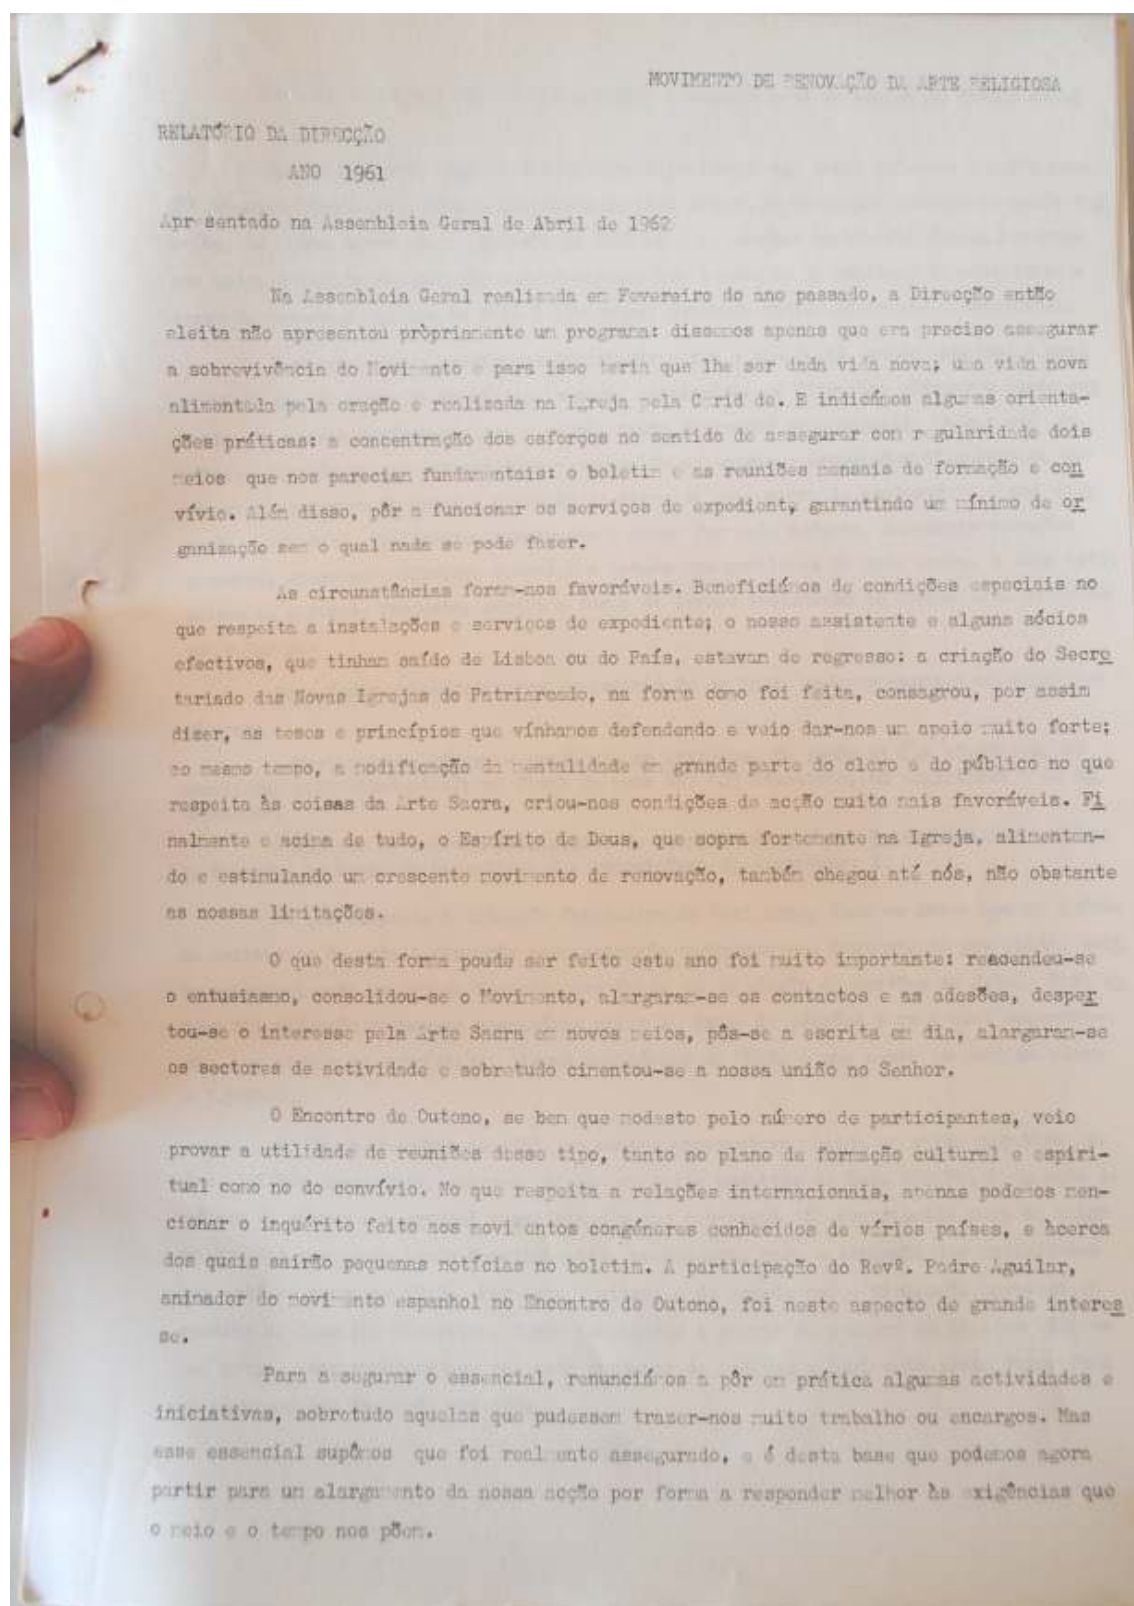 MOVIMENTO DE RENOVAÇÃO DA ARTE RELIGIOSA
RELATÓRIO DA DIRECÇÃO
ANO 1961
Apresentado na Assembleia Geral de Abril de 1962
Na Assembleia Geral realizada em Fevereiro do ano passado, a Direcção então
eleita não apresentou pròpriamente um programa: dissemos apenas que era preciso assegurar
a sobrevivência do Movimento e para isso teria que lhe ser dada vida nova; uma vida nova
alimentada pela oração e realizada na Igreja pela Caridade. E indicámos algumas orienta-
ções práticas: a concentração dos esforços no sentido de assegurar com regularidade dois
meios que nos pareciam fundamentais: o boletim e as reuniões mensais de formação e con
vívio. Além disso, pôr a funcionar os serviços de expediente, garantindo um mínimo de or
ganização sem o qual nada se pode fazer.
As circunstâncias foram-nos favoráveis. Beneficiámos de condições especiais no
que respeita a instalações e serviços de expediente; o nosso assistente e alguns sócios
efectivos, que tinham saído de Lisboa ou do País, estavam de regresso: a criação do Secre
tariado das Novas Igrejas do Patriarcado, na forma como foi feita, consagrou, por assim
dizer, as teses e princípios que vínhamos defendendo e veio dar-nos um apoio muito forte;
ao mesmo tempo, a modificação da mentalidade em grande parte do clero e do público no que
respeita às coisas da Arte Sacra, criou-nos condições de acção muito mais favoráveis. Fi
nalmente e acima de tudo, o Espírito de Deus, que sopra fortemente na Igreja, alimentan-
do e estimulando um crescente movimento de renovação, também chegou até nós, não obstante
as nossas limitações.
O que desta forma poude ser feito este ano foi muito importante: reacendeu-se
o entusiasmo, consolidou-se o Movimento, alargaram-se os contactos e as adesões, desper
tou-se o interesse pela Arte Sacra em novos meios, pôs-se a escrita em dia, alargaram-se
os sectores de actividade e sobretudo cimentou-se a nossa união no Senhor.
O Encontro de Outono, se bem que modesto pelo número de participantes, veio
provar a utilidade de reuniões desse tipo, tanto no plano da formação cultural e espiri-
tual como no do convívio. No que respeita a relações internacionais, apenas podemos men-
cionar o inquérito feito aos movimentos congéneres conhecidos de vários países, e àcerca
dos quais sairão pequenas notícias no boletim. A participação do Revº. Padre Aguilar,
animador do movimento espanhol no Encontro de Outono, foi neste aspecto de grande interes
se.
Para assegurar o essencial, renunciámos a pôr em prática algumas actividades e
iniciativas, sobretudo aquelas que pudessem trazer-nos muito trabalho ou encargos. Mas
esse essencial supômos que foi realmente assegurado, e é desta base que podemos agora
partir para um alargamento da nossa acção por forma a responder melhor às exigências que
o meio e o tempo nos põem.